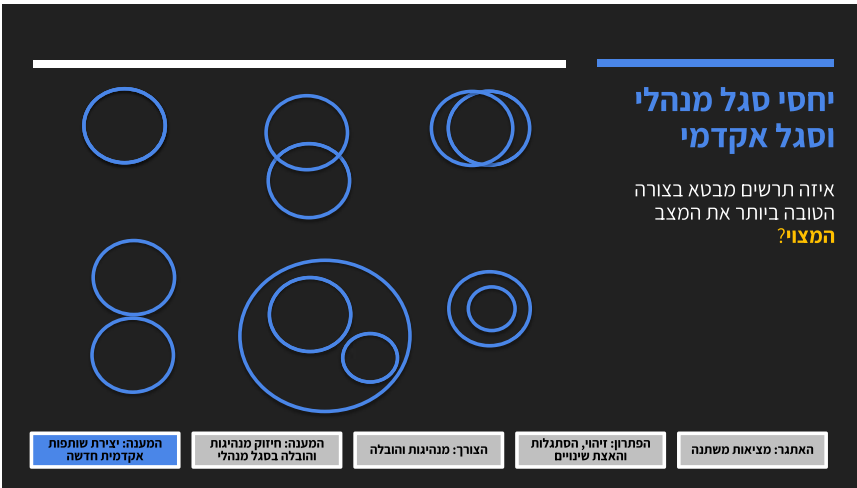 יחסי סגל מנהלי
וסגל אקדמי
איזה תרשים מבטא בצורה
הטובה ביותר את המצב
המצוי?
האתגר: מציאות משתנה
הפתרון: זיהוי, הסתגלות
והאצת שינויים
הצורך: מנהיגות והובלה
המענה: חיזוק מנהיגות
והובלה בסגל מנהלי
המענה: יצירת שותפות
אקדמית חדשה